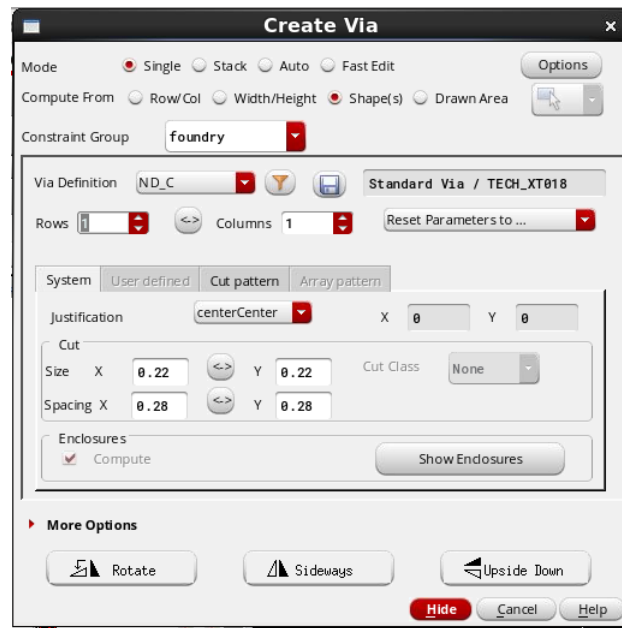 Create Via
Mode Single Stack Auto Fast Edit Options
Compute From Row/Col Width/Height Shape(s) Drawn Area
Constraint Group foundry
Via Definition ND_C Standard Via / TECH_XT018
Rows 1 <-> Columns 1 Reset Parameters to ...
System User defined Cut pattern Array pattern
Justification centerCenter X 0 Y 0
Cut
Size X 0.22 <-> Y 0.22 Cut Class None
Spacing X 0.28 <-> Y 0.28
Enclosures
Compute Show Enclosures
More Options
Rotate Sideways Upside Down
Hide Cancel Help